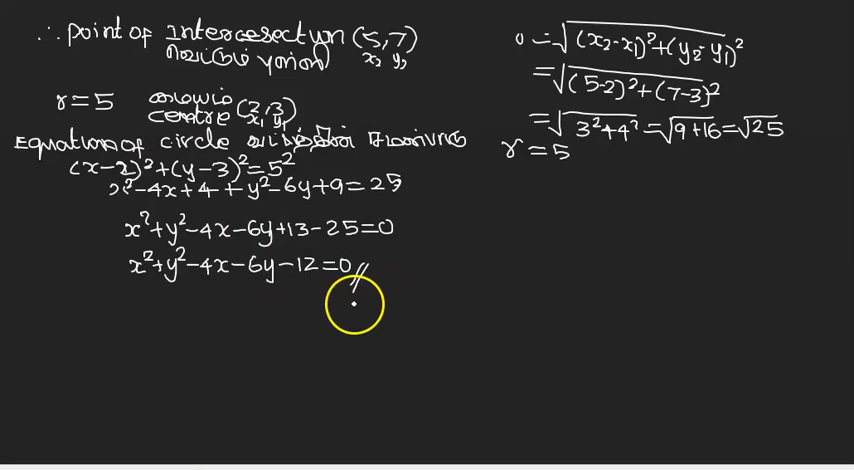 ∴ point of intercesectyon (5,7)
x₂ y₂
r = 5 (2,3)
centre x₁ y₁
Equation of circle
(x-2)²+(y-3)²=5²
x²-4x+4+y²-6y+9=25
x²+y²-4x-6y+13-25=0
x²+y²-4x-6y-12=0//
=√(x₂-x₁)²+(y₂-y₁)²
=√(5-2)²+(7-3)²
=√3²+4²=√9+16=√25
r = 5